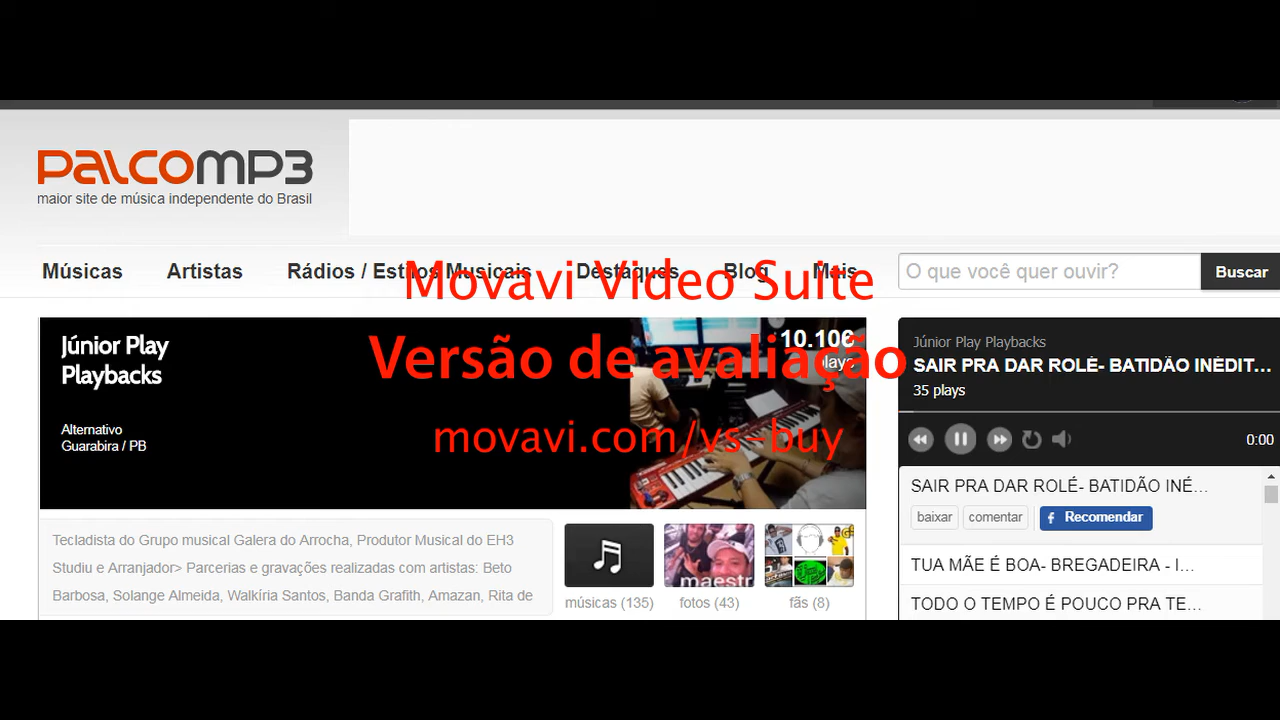 PALCOMP3
maior site de música independente do Brasil
Músicas Artistas Rádios / Estilos Musicais Destaques Blog Mais O que você quer ouvir? Buscar
Movavi Video Suite
Versão de avaliação
movavi.com/vs-buy
Júnior Play
Playbacks
Alternativo
Guarabira / PB
plays
Júnior Play Playbacks
SAIR PRA DAR ROLÉ- BATIDÃO INÉDIT...
35 plays
0:00
SAIR PRA DAR ROLÉ- BATIDÃO INÉ...
baixar comentar f Recomendar
TUA MÃE É BOA- BREGADEIRA - I...
TODO O TEMPO É POUCO PRA TE...
Tecladista do Grupo musical Galera do Arrocha, Produtor Musical do EH3
Studio e Arranjador> Parcerias e gravações realizadas com artistas: Beto
Barbosa, Solange Almeida, Walkíria Santos, Banda Grafith, Amazan, Rita de
maestr
músicas (135) fotos (43) fãs (8)